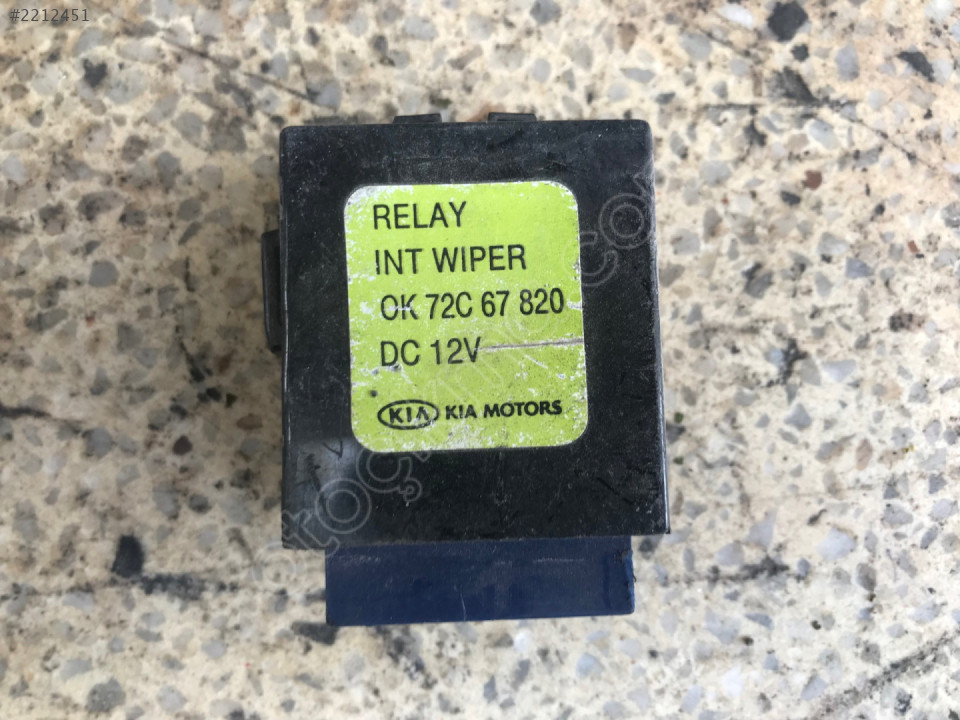 #2212451
RELAY
INT WIPER
OK 72C 67 820
DC 12V
KIA KIA MOTORS